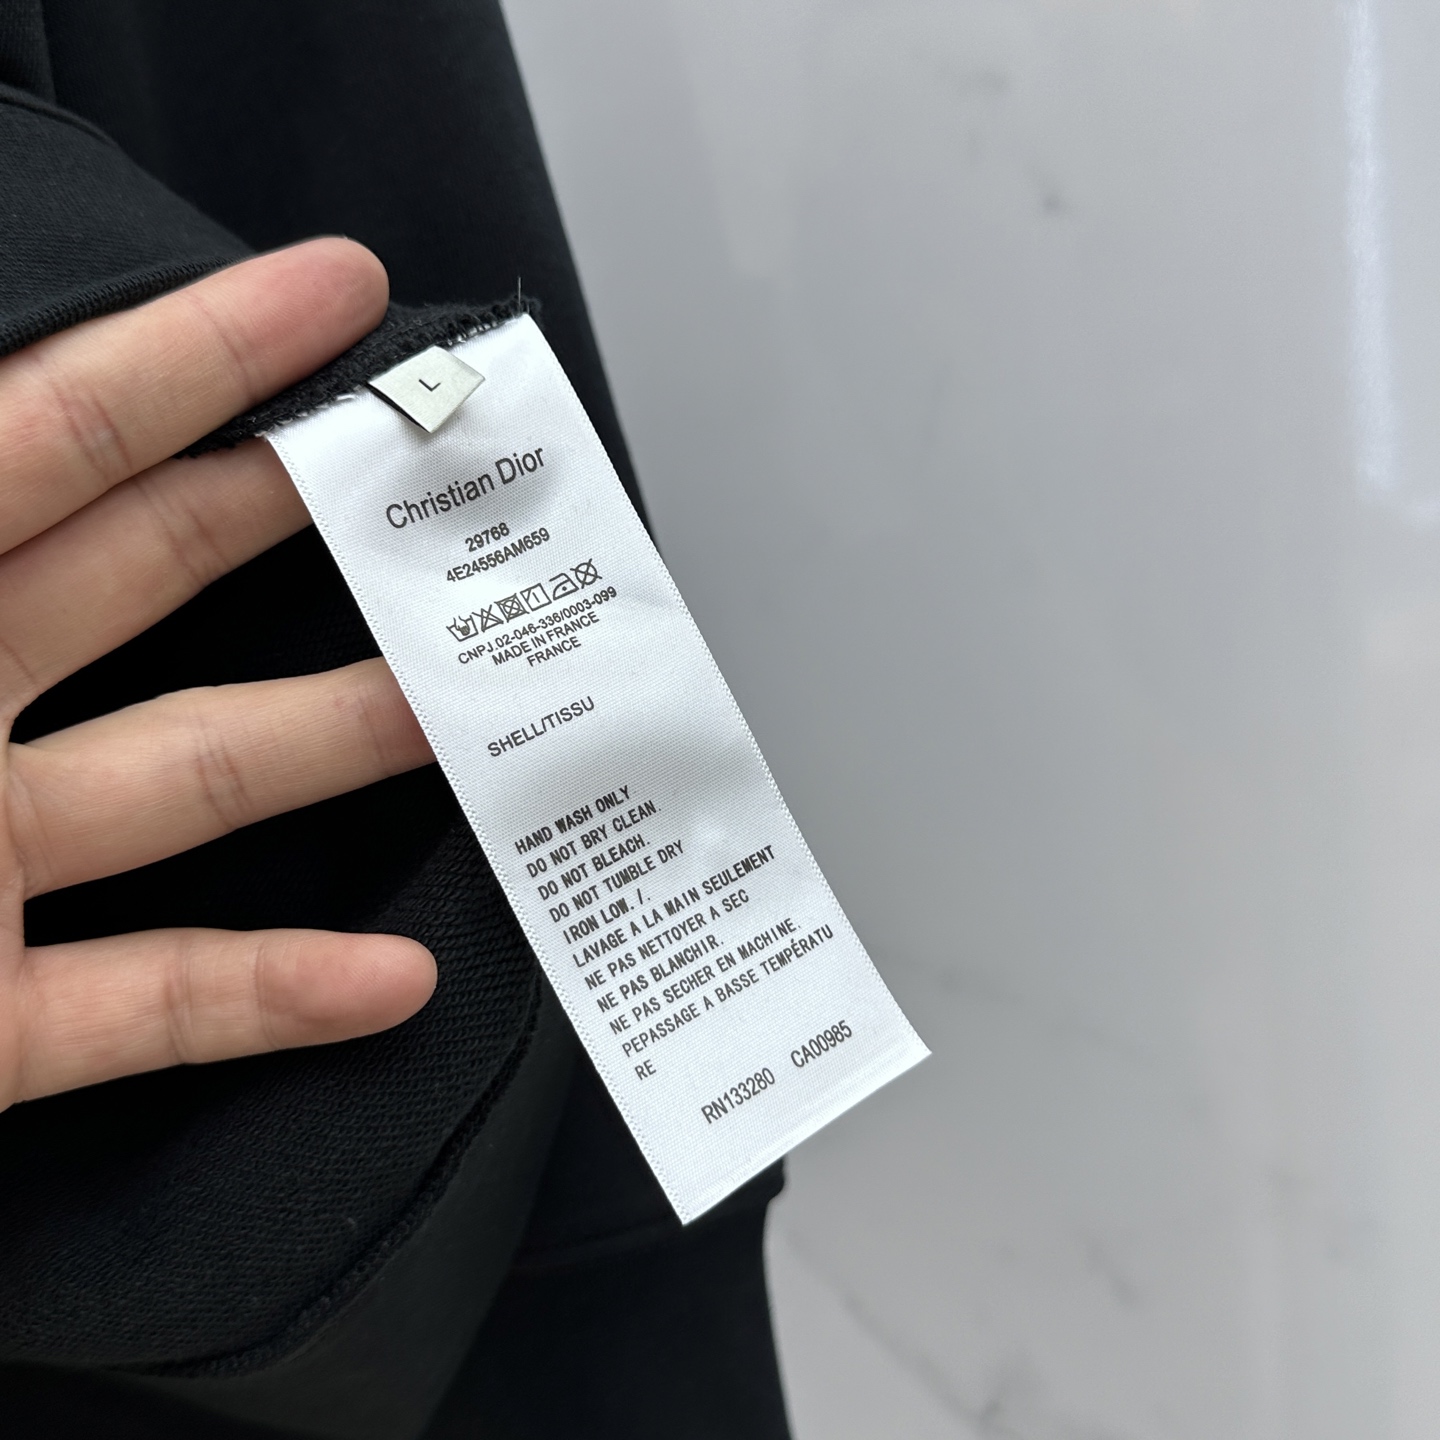 L
Christian Dior
29768
4E24556AM659
CNPJ.02-046-336/0003-099
MADE IN FRANCE
FRANCE
SHELL/TISSU
HAND WASH ONLY
DO NOT BRY CLEAN.
DO NOT BLEACH.
DO NOT TUMBLE DRY
IRON LOW. /.
LAVAGE A LA MAIN SEULEMENT
NE PAS NETTOYER A SEC
NE PAS BLANCHIR.
NE PAS SECHER EN MACHINE.
PEPASSAGE A BASSE TEMPÉRATU
RE
RN133280 CA00985